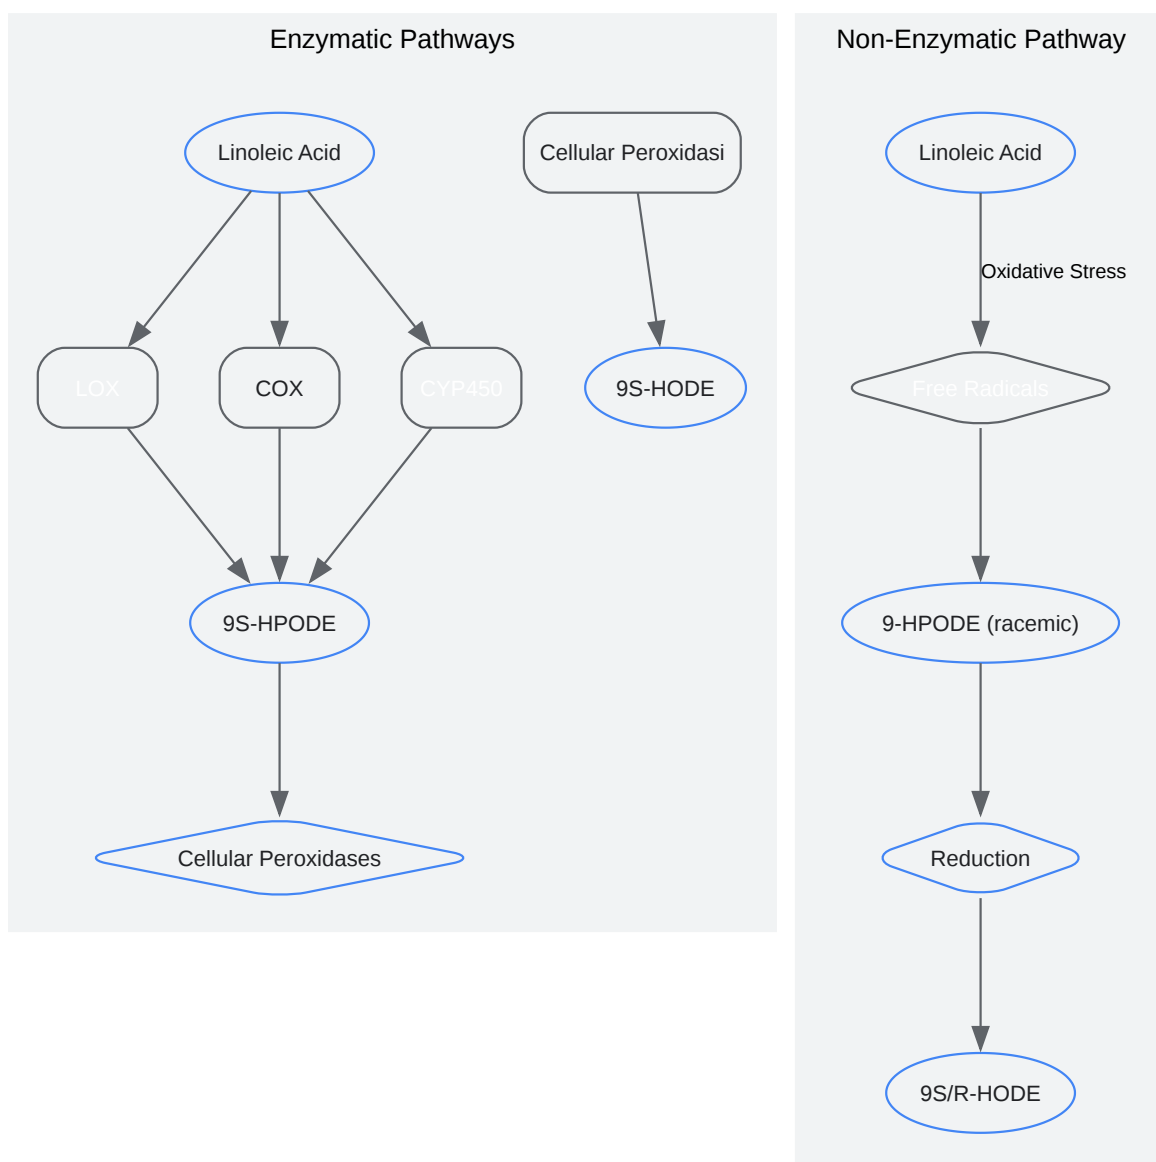 Enzymatic Pathways
Linoleic Acid
Cellular Peroxidasi
LOX
COX
CYP450
9S-HODE
9S-HPODE
Cellular Peroxidases
Non-Enzymatic Pathway
Linoleic Acid
Oxidative Stress
Free Radicals
9-HPODE (racemic)
Reduction
9S/R-HODE